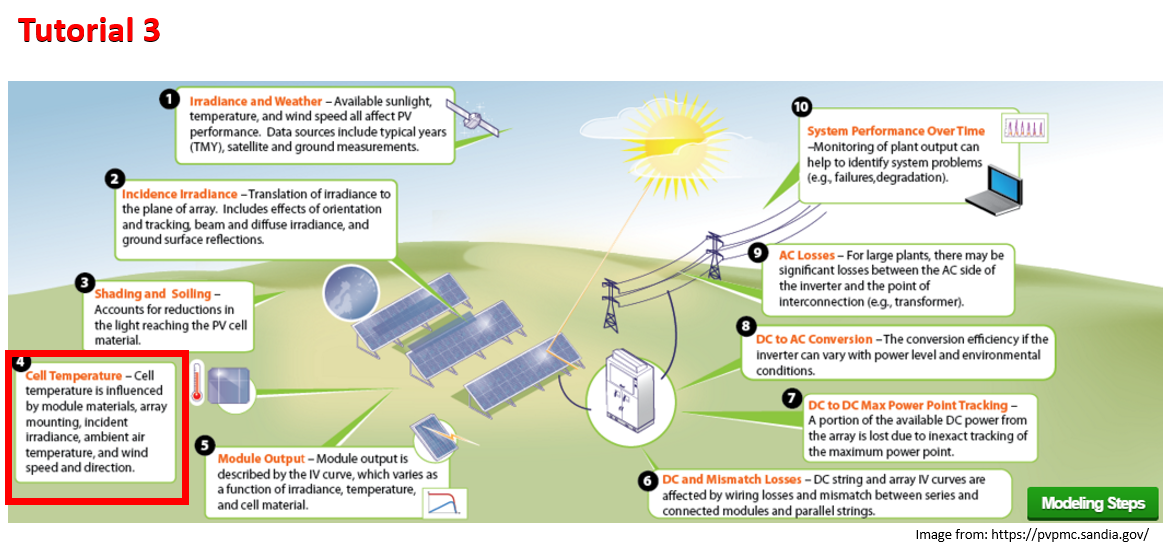 Tutorial 3
1
Irradiance and Weather – Available sunlight,
temperature, and wind speed all affect PV
performance. Data sources include typical years
(TMY), satellite and ground measurements.
2
Incidence Irradiance – Translation of irradiance to
the plane of array. Includes effects of orientation
and tracking, beam and diffuse irradiance, and
ground surface reflections.
3
Shading and Soiling –
Accounts for reductions in
the light reaching the PV cell
material.
4
Cell Temperature – Cell
temperature is influenced
by module materials, array
mounting, incident
irradiance, ambient air
temperature, and wind
speed and direction.
5
Module Output – Module output is
described by the IV curve, which varies as
a function of irradiance, temperature,
and cell material.
6
DC and Mismatch Losses – DC string and array IV curves are
affected by wiring losses and mismatch between series and
connected modules and parallel strings.
7
DC to DC Max Power Point Tracking –
A portion of the available DC power from
the array is lost due to inexact tracking of
the maximum power point.
8
DC to AC Conversion – The conversion efficiency if the
inverter can vary with power level and environmental
conditions.
9
AC Losses – For large plants, there may be
significant losses between the AC side of
the inverter and the point of
interconnection (e.g., transformer).
10
System Performance Over Time
–Monitoring of plant output can
help to identify system problems
(e.g., failures,degradation).
Modeling Steps
Image from: https://pvpmc.sandia.gov/